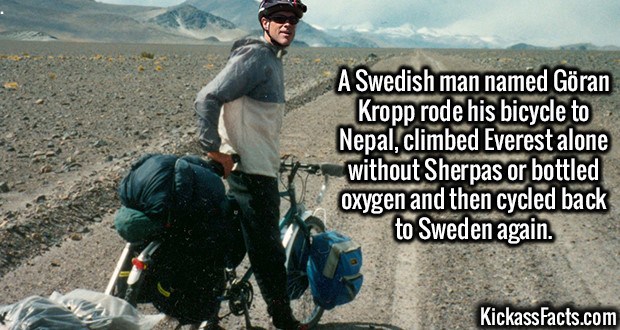 A Swedish man named Göran
Kropp rode his bicycle to
Nepal, climbed Everest alone
without Sherpas or bottled
oxygen and then cycled back
to Sweden again.
KickassFacts.com